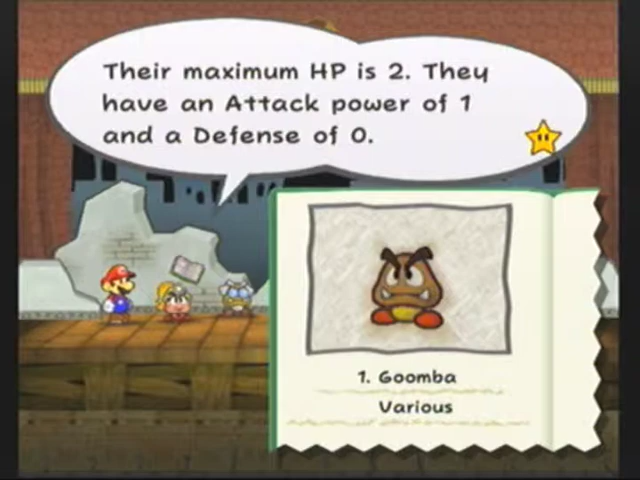 Their maximum HP is 2. They
have an Attack power of 1
and a Defense of 0.
1. Goomba
Various